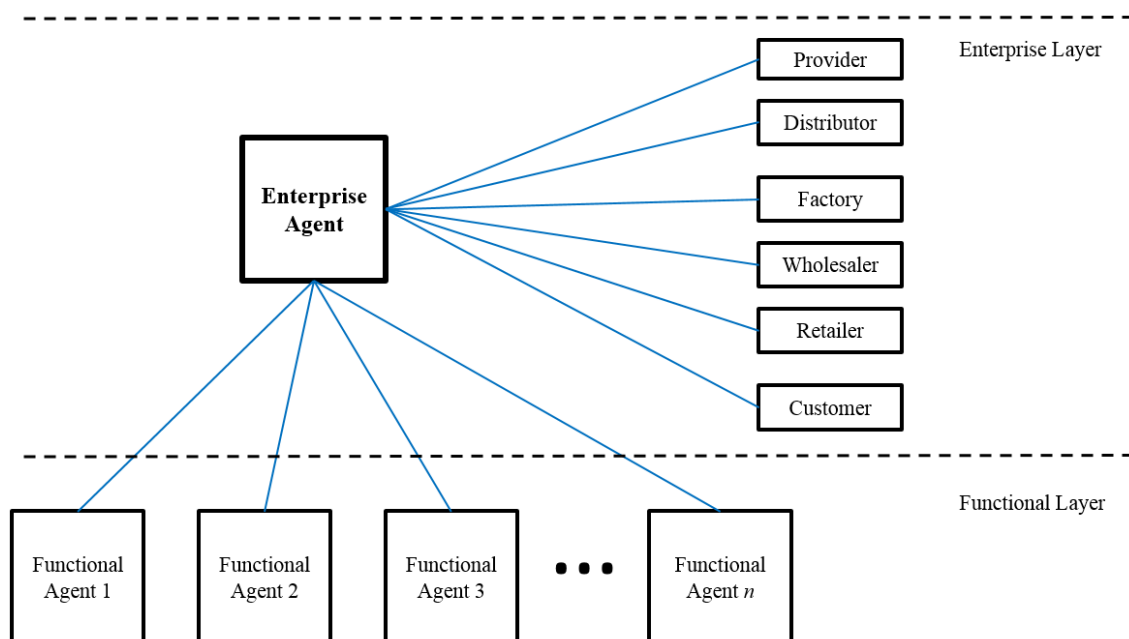 Provider
Enterprise Layer
Distributor
Enterprise
Agent
Factory
Wholesaler
Retailer
Customer
Functional Layer
Functional
Agent 1
Functional
Agent 2
Functional
Agent 3
• • •
Functional
Agent n